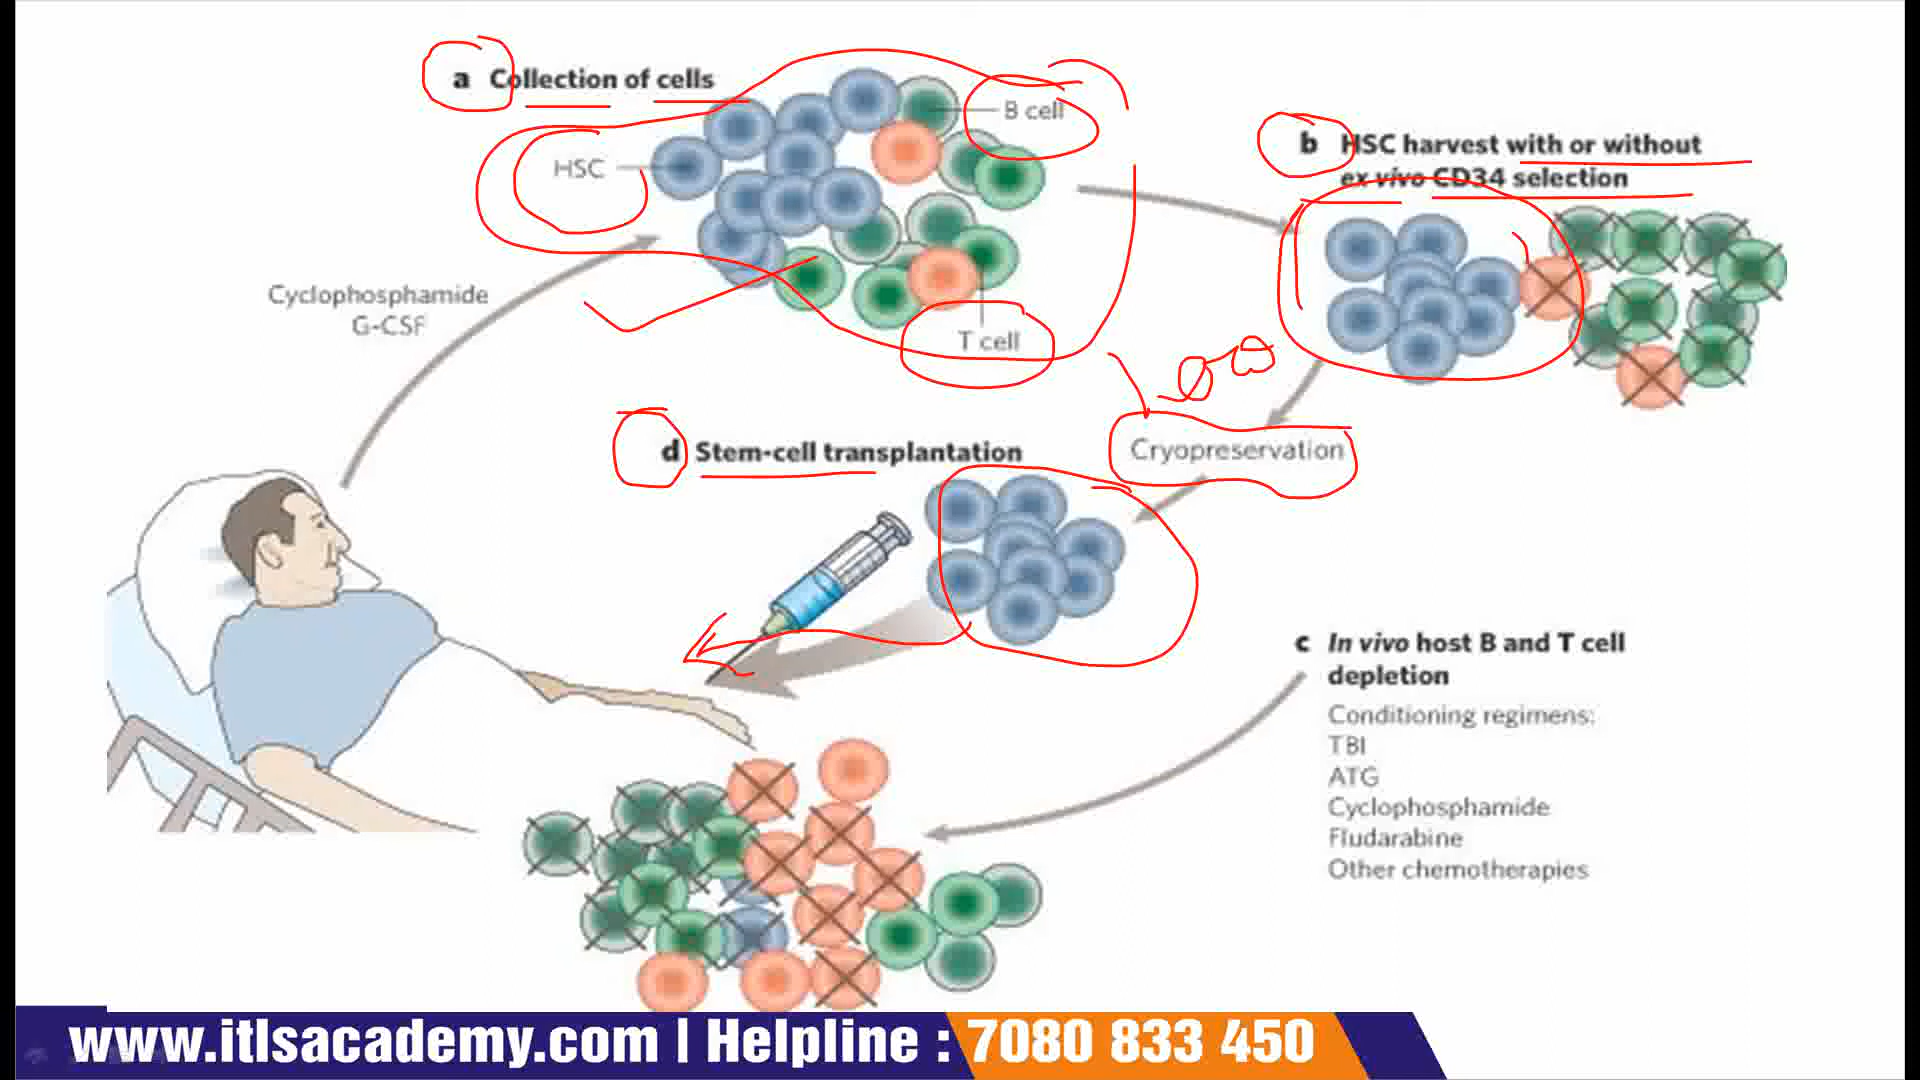 a Collection of cells
B cell
HSC
T cell
Cyclophosphamide
G-CSF
b HSC harvest with or without
ex vivo CD34 selection
Cryopreservation
d Stem-cell transplantation
c In vivo host B and T cell
depletion
Conditioning regimens:
TBI
ATG
Cyclophosphamide
Fludarabine
Other chemotherapies
www.itlsacademy.com | Helpline : 7080 833 450